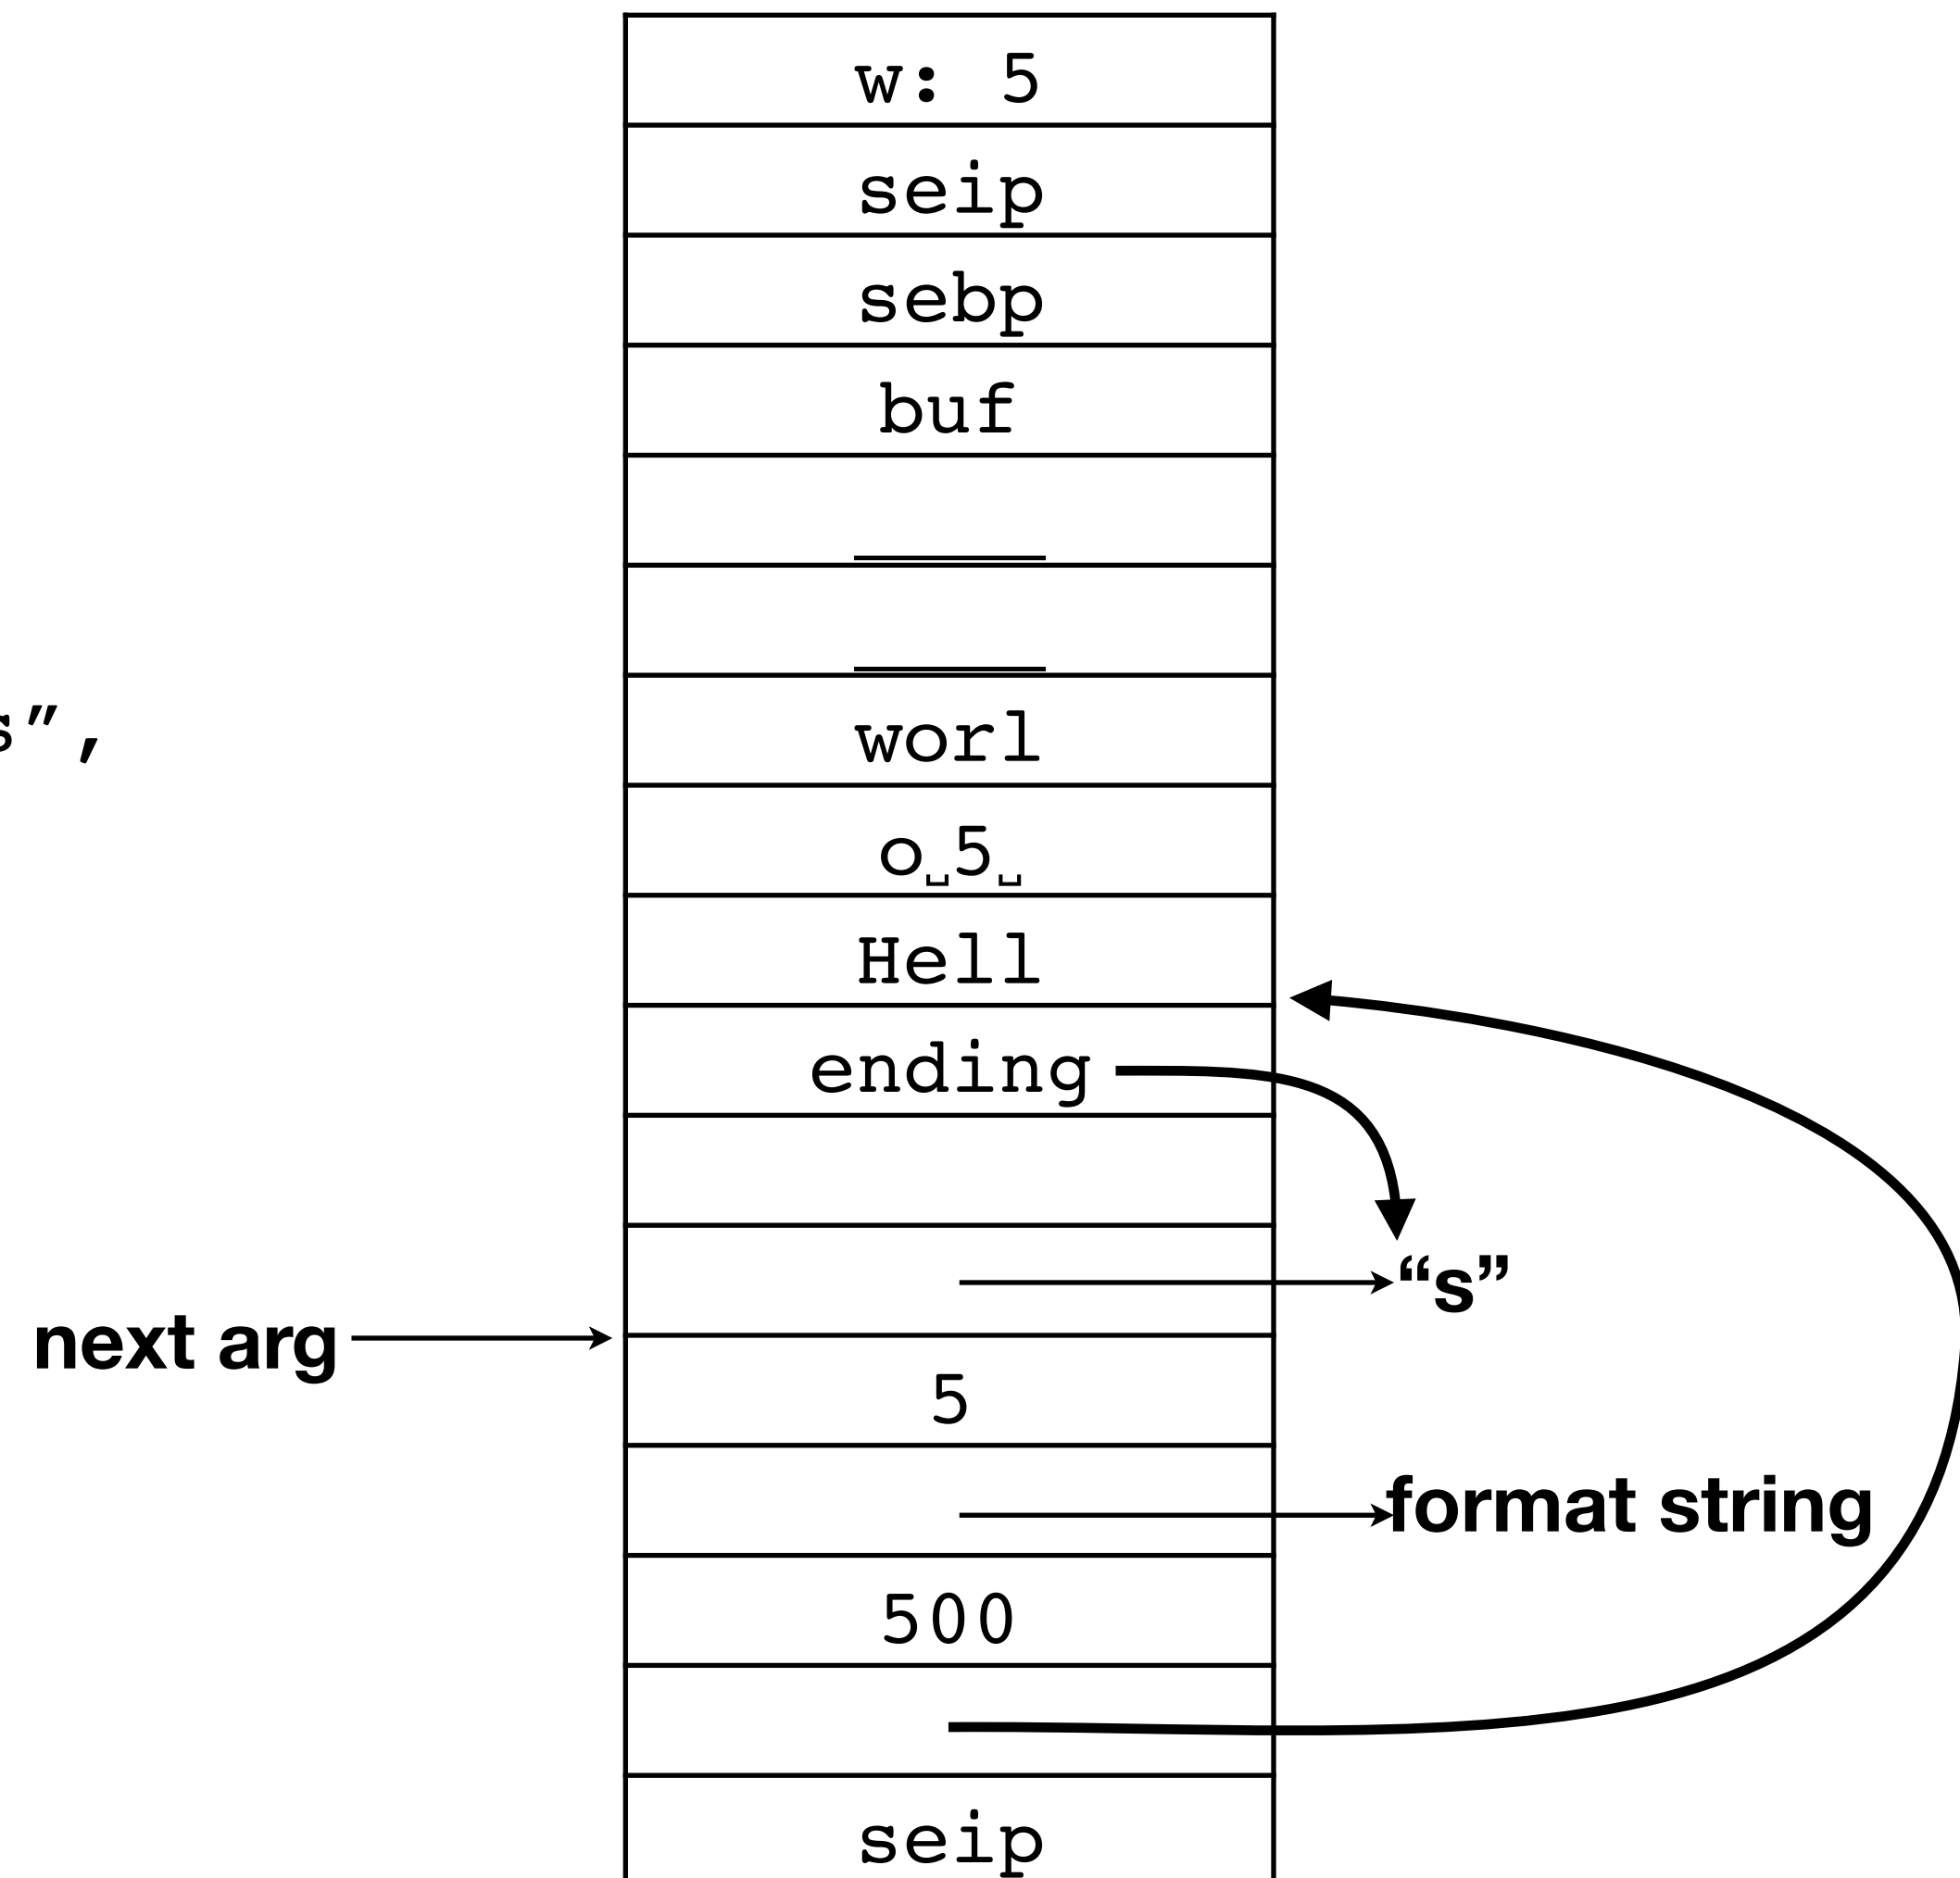 w: 5
seip
sebp
buf
s”,
worl
o␣5␣
Hell
ending
“s”
next arg
5
format string
500
seip